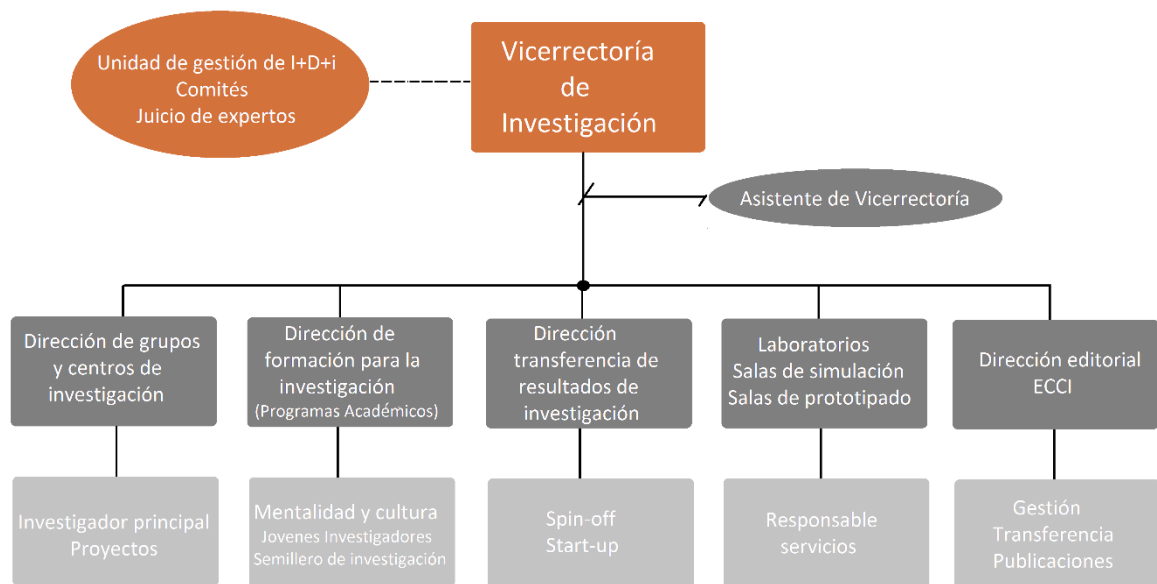 Unidad de gestión de I+D+i
Comités
Juicio de expertos
Vicerrectoría
de
Investigación
Asistente de Vicerrectoría
Dirección de grupos
y centros de
investigación
Dirección de
formación para la
investigación
(Programas Académicos)
Dirección
transferencia de
resultados de
investigación
Laboratorios
Salas de simulación
Salas de prototipado
Dirección editorial
ECCI
Investigador principal
Proyectos
Mentalidad y cultura
Jovenes Investigadores
Semillero de investigación
Spin-off
Start-up
Responsable
servicios
Gestión
Transferencia
Publicaciones